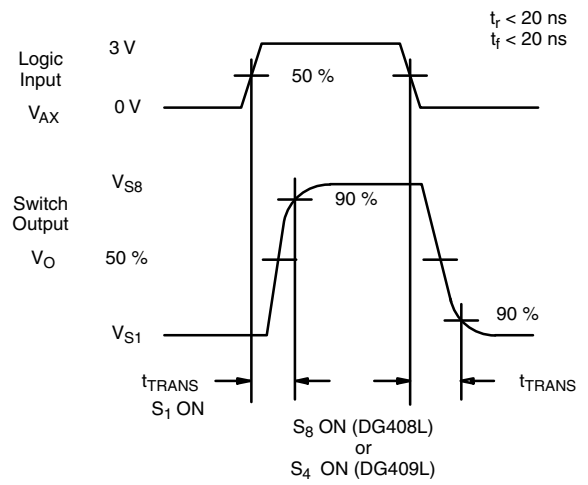 tr < 20 ns
tf < 20 ns
3 V
Logic
Input
50 %
VAX
0 V
VS8
Switch
Output
90 %
VO
50 %
90 %
VS1
tTRANS
tTRANS
S1 ON
S8 ON (DG408L)
or
S4 ON (DG409L)